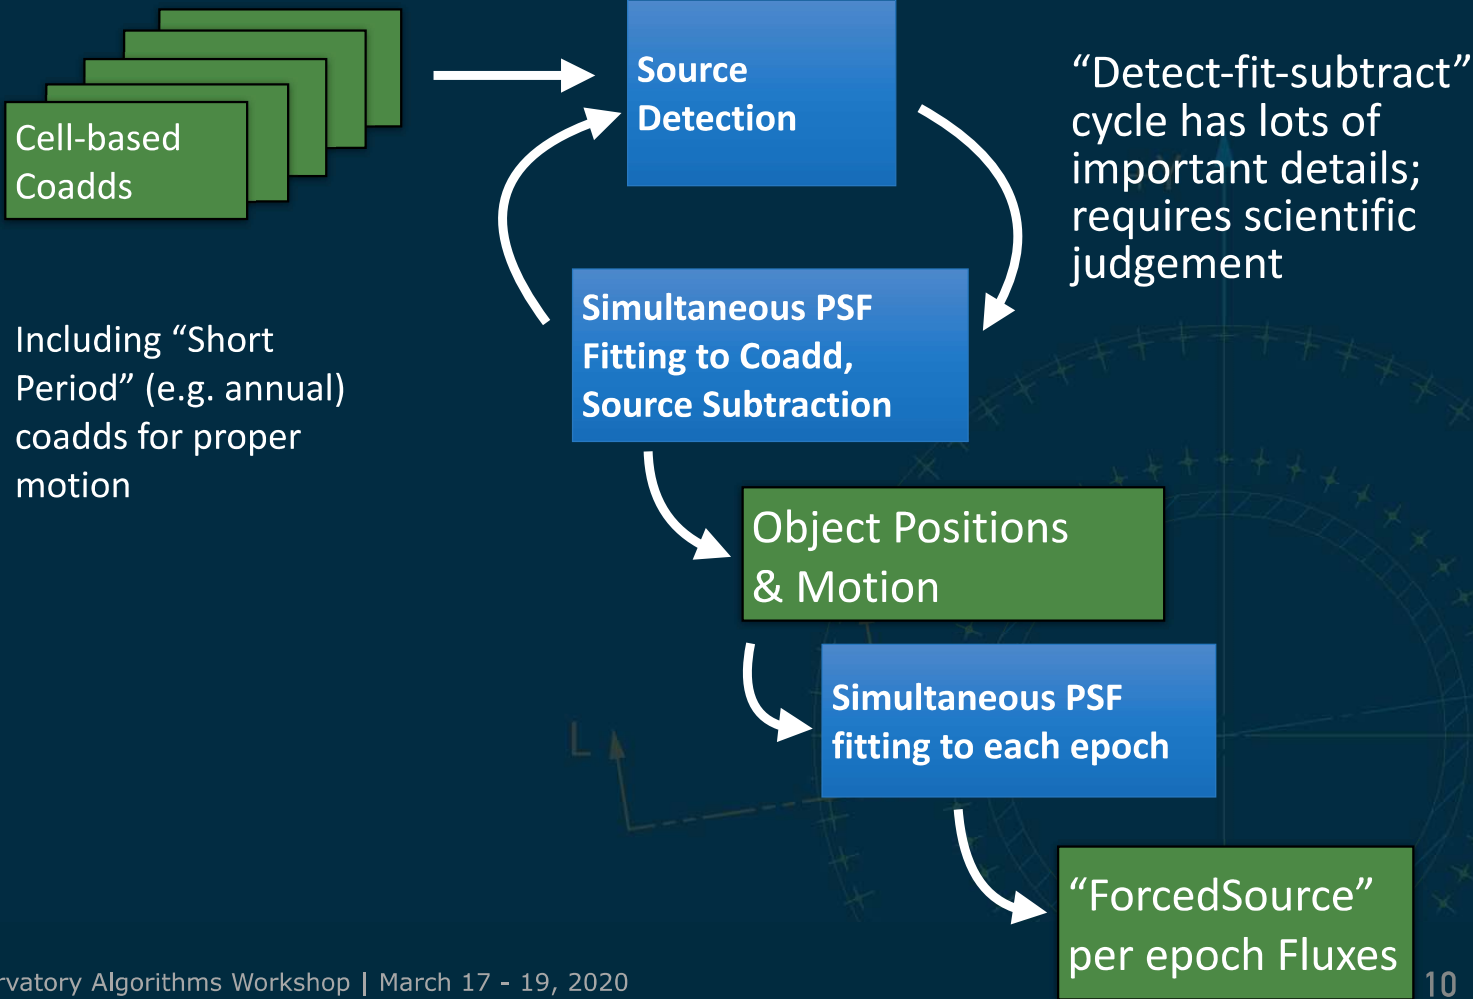 Cell-based
Coadds
Source
Detection
“Detect-fit-subtract”
cycle has lots of
important details;
requires scientific
judgement
Including “Short
Period” (e.g. annual)
coadds for proper
motion
Simultaneous PSF
Fitting to Coadd,
Source Subtraction
Object Positions
& Motion
Simultaneous PSF
fitting to each epoch
L
“ForcedSource”
per epoch Fluxes
rvatory Algorithms Workshop | March 17 - 19, 2020
10